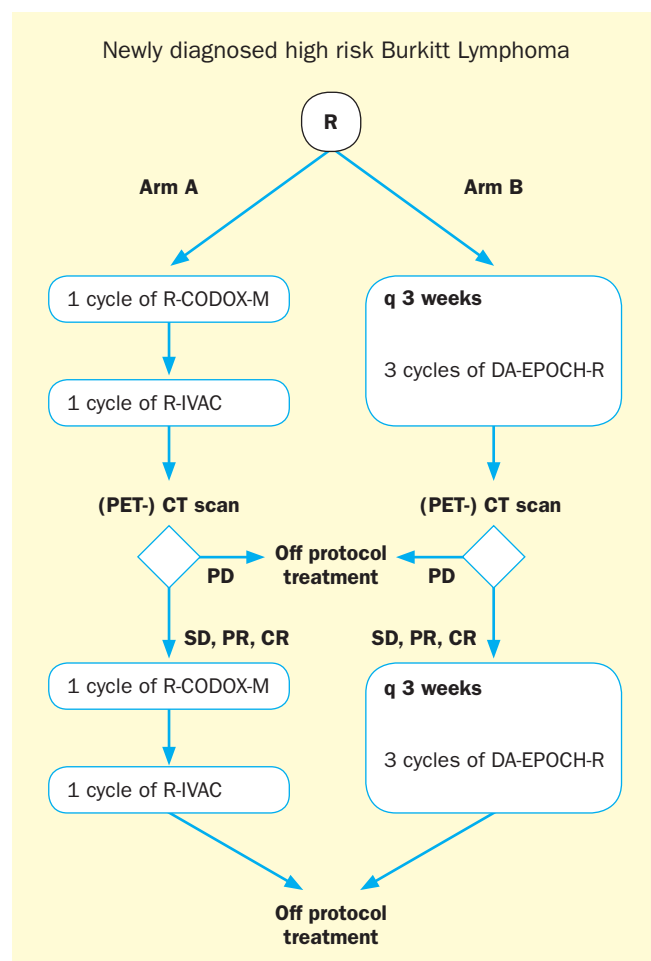 Newly diagnosed high risk Burkitt Lymphoma
R
Arm A
Arm B
1 cycle of R-CODOX-M
q 3 weeks
3 cycles of DA-EPOCH-R
1 cycle of R-IVAC
(PET-) CT scan
(PET-) CT scan
Off protocol
treatment
PD
PD
SD, PR, CR
SD, PR, CR
1 cycle of R-CODOX-M
q 3 weeks
3 cycles of DA-EPOCH-R
1 cycle of R-IVAC
Off protocol
treatment